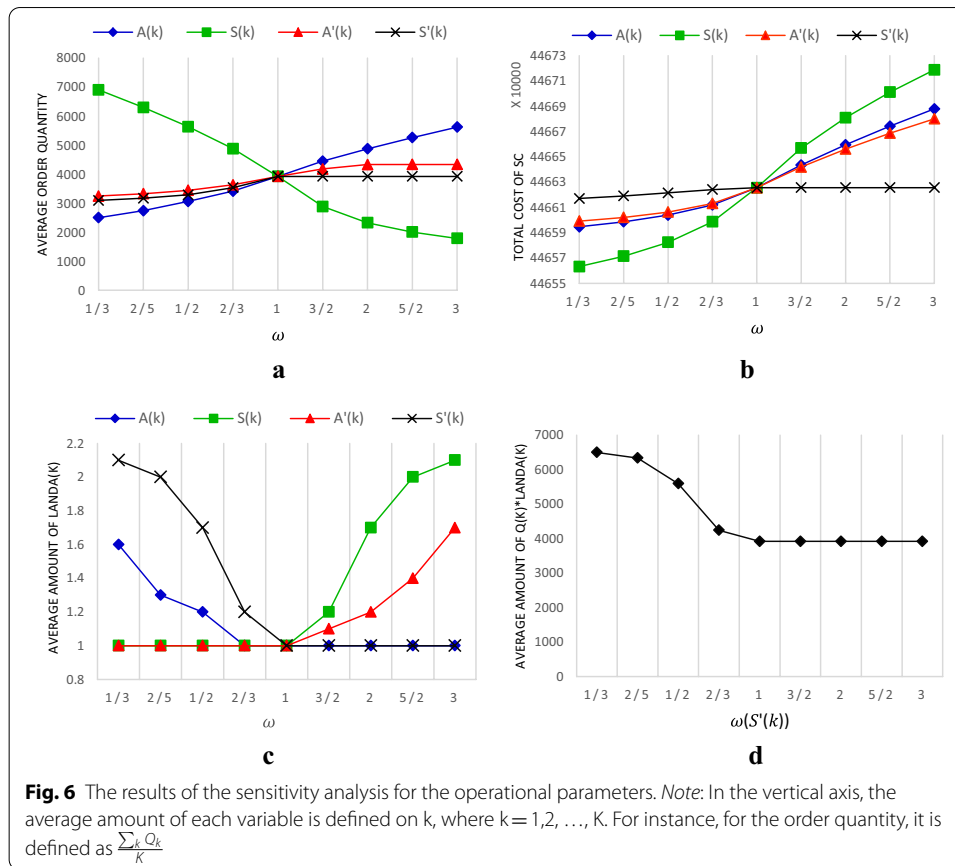 A(k) S(k) A'(k) S'(k)
AVERAGE ORDER QUANTITY
8000
7000
6000
5000
4000
3000
2000
1000
0
1/3 2/5 1/2 2/3 1 3/2 2 5/2 3
ω
a
A(k) S(k) A'(k) S'(k)
TOTAL COST OF SC
X 10000
44673
44671
44669
44667
44665
44663
44661
44659
44657
44655
1/3 2/5 1/2 2/3 1 3/2 2 5/2 3
ω
b
A(k) S(k) A'(k) S'(k)
AVERAGE AMOUNT OF LANDA(K)
2.2
2
1.8
1.6
1.4
1.2
1
0.8
1/3 2/5 1/2 2/3 1 3/2 2 5/2 3
ω
c
AVERAGE AMOUNT OF Q(K)*LANDA(K)
7000
6000
5000
4000
3000
2000
1000
0
1/3 2/5 1/2 2/3 1 3/2 2 5/2 3
ω(S'(k))
d
Fig. 6 The results of the sensitivity analysis for the operational parameters. Note: In the vertical axis, the
average amount of each variable is defined on k, where k = 1,2, …, K. For instance, for the order quantity, it is
defined as ∑ₖ Qₖ / K